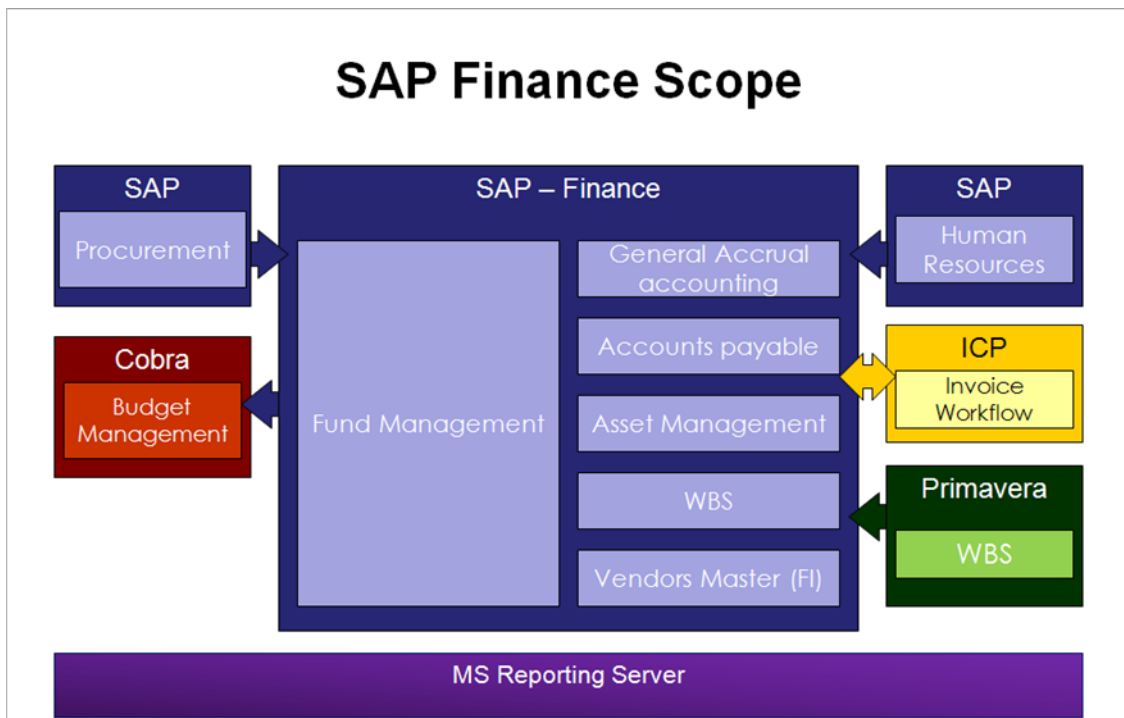 SAP Finance Scope
SAP
Procurement
Cobra
Budget
Management
SAP – Finance
Fund Management
General Accrual
accounting
Accounts payable
Asset Management
WBS
Vendors Master (FI)
SAP
Human
Resources
ICP
Invoice
Workflow
Primavera
WBS
MS Reporting Server